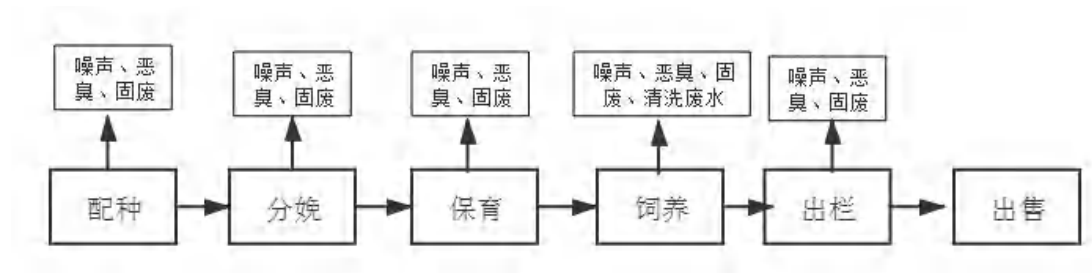 噪声、恶
臭、固废
噪声、恶
臭、固废
噪声、恶
臭、固废
噪声、恶臭、固
废、清洗废水
噪声、恶
臭、固废
配种
分娩
保育
饲养
出栏
出售